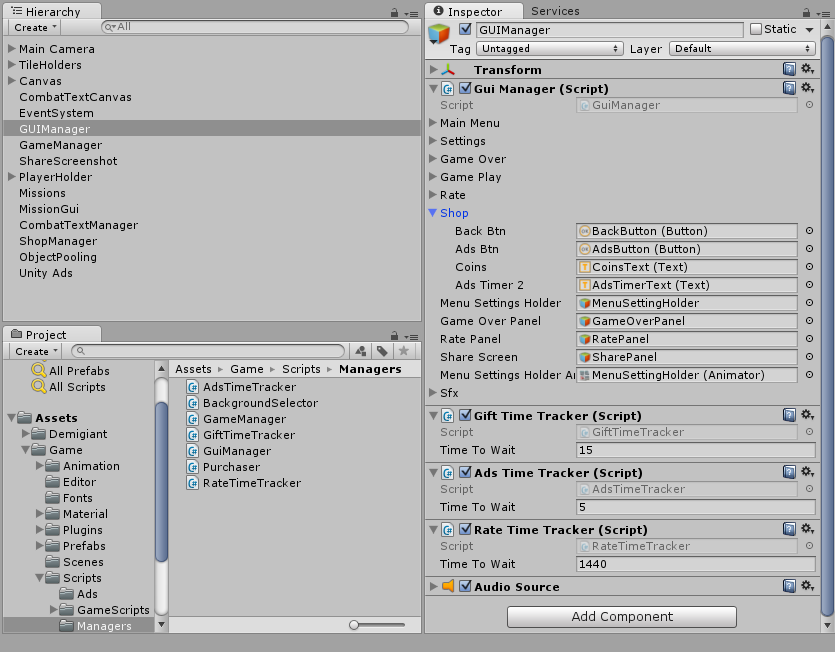 Hierarchy
Create
All
Main Camera
TileHolders
Canvas
CombatTextCanvas
EventSystem
GUIManager
GameManager
ShareScreenshot
PlayerHolder
Missions
MissionGui
CombatTextManager
ShopManager
ObjectPooling
Unity Ads
Project
Create
All Prefabs
All Scripts
Assets
Demigiant
Game
Animation
Editor
Fonts
Material
Plugins
Prefabs
Scenes
Scripts
Ads
GameScripts
Managers
Assets Game Scripts Managers
AdsTimeTracker
BackgroundSelector
GameManager
GiftTimeTracker
GuiManager
Purchaser
RateTimeTracker
Inspector Services
GUIManager Static
Tag Untagged Layer Default
Transform
Gui Manager (Script)
Script GuiManager
Main Menu
Settings
Game Over
Game Play
Rate
Shop
Back Btn BackButton (Button)
Ads Btn AdsButton (Button)
Coins CoinsText (Text)
Ads Timer 2 AdsTimerText (Text)
Menu Settings Holder MenuSettingHolder
Game Over Panel GameOverPanel
Rate Panel RatePanel
Share Screen SharePanel
Menu Settings Holder Ar MenuSettingHolder (Animator)
Sfx
Gift Time Tracker (Script)
Script GiftTimeTracker
Time To Wait 15
Ads Time Tracker (Script)
Script AdsTimeTracker
Time To Wait 5
Rate Time Tracker (Script)
Script RateTimeTracker
Time To Wait 1440
Audio Source
Add Component